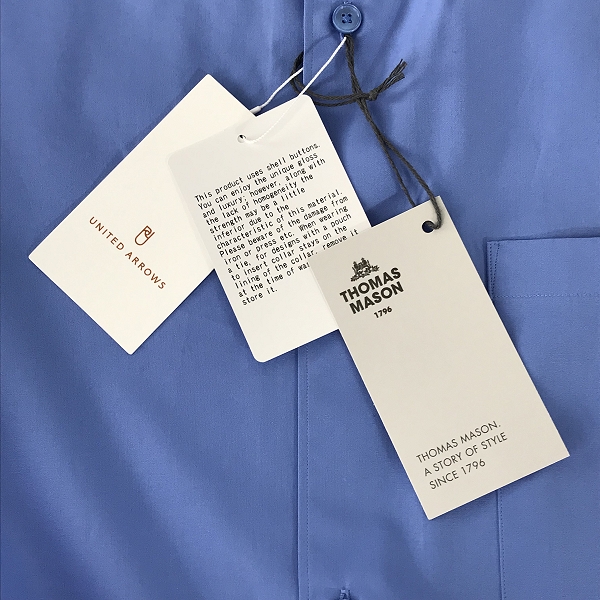 UNITED ARROWS
This product uses shell buttons.
You can enjoy the unique gloss
and luxury, however, along with
the lack of homogeneity the
strength may be a little
inferior due to the
characteristic of this material.
Please beware of the damage from
iron or press etc. When wearing
a tie, for designs with a pouch
to insert collar stays on the
lining of the collar, remove it
at the time of wa
store it.
THOMAS
MASON
1796
THOMAS MASON.
A STORY OF STYLE
SINCE 1796